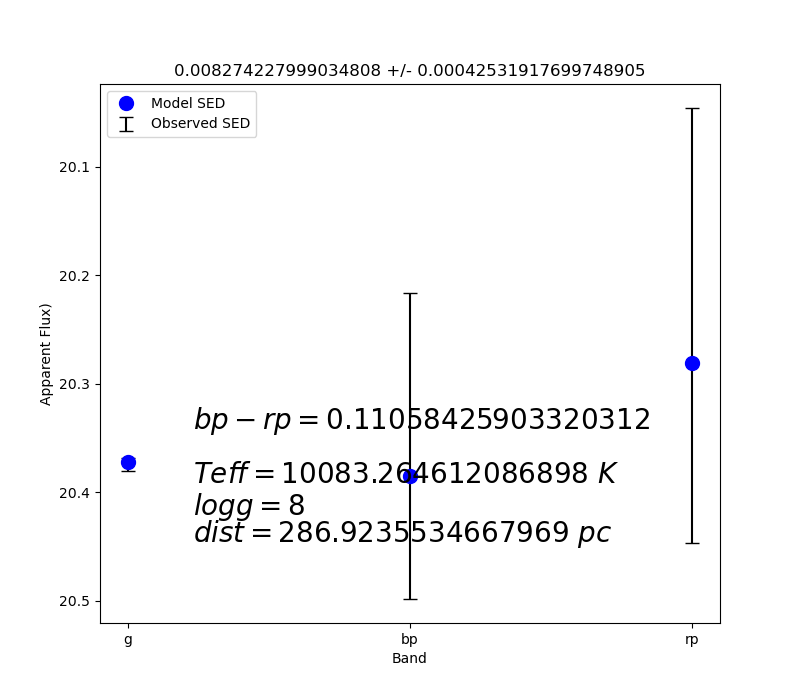 0.008274227999034808 +/- 0.00042531917699748905
Model SED
Observed SED
20.1
20.2
20.3
20.4
20.5
Apparent Flux)
bp − rp = 0.11058425903320312
Teff = 10083.264612086898 K
logg = 8
dist = 286.9235534667969 pc
g
bp
rp
Band